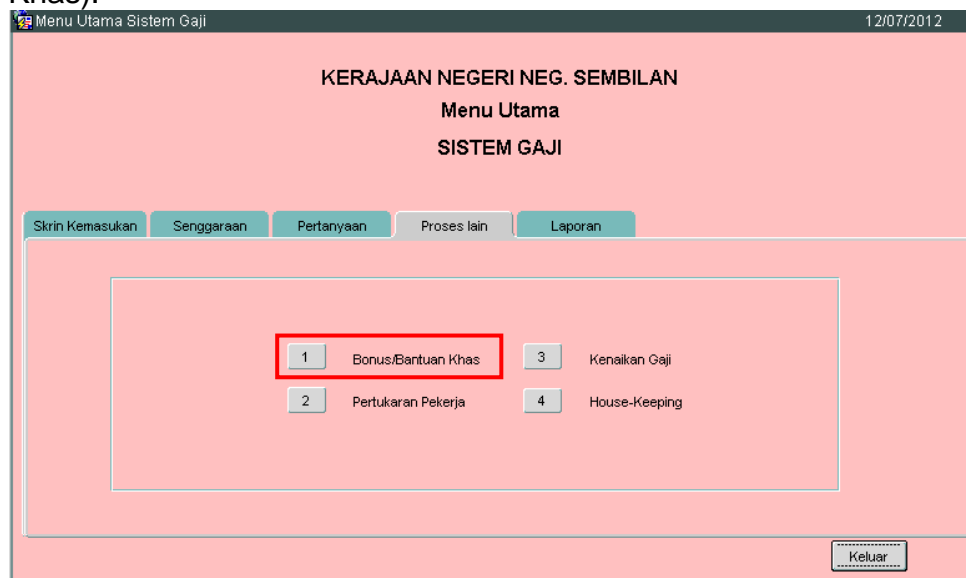 Khas).
Menu Utama Sistem Gaji 12/07/2012
KERAJAAN NEGERI NEG. SEMBILAN
Menu Utama
SISTEM GAJI
Skrin Kemasukan Senggaraan Pertanyaan Proses lain Laporan
1 Bonus/Bantuan Khas 3 Kenaikan Gaji
2 Pertukaran Pekerja 4 House-Keeping
Keluar